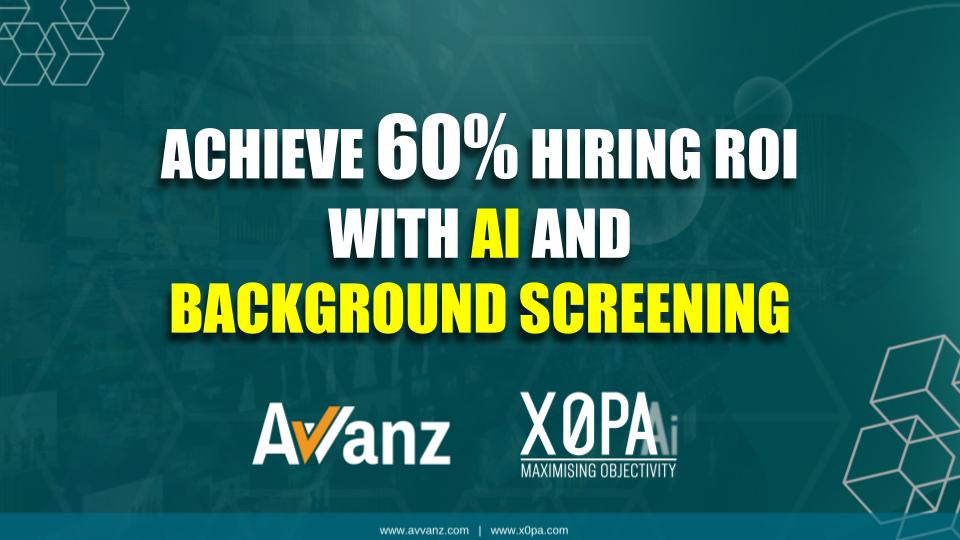 ACHIEVE 60% HIRING ROI
WITH AI AND
BACKGROUND SCREENING
Avvanz
X0PA Ai
MAXIMISING OBJECTIVITY
www.avvanz.com | www.x0pa.com